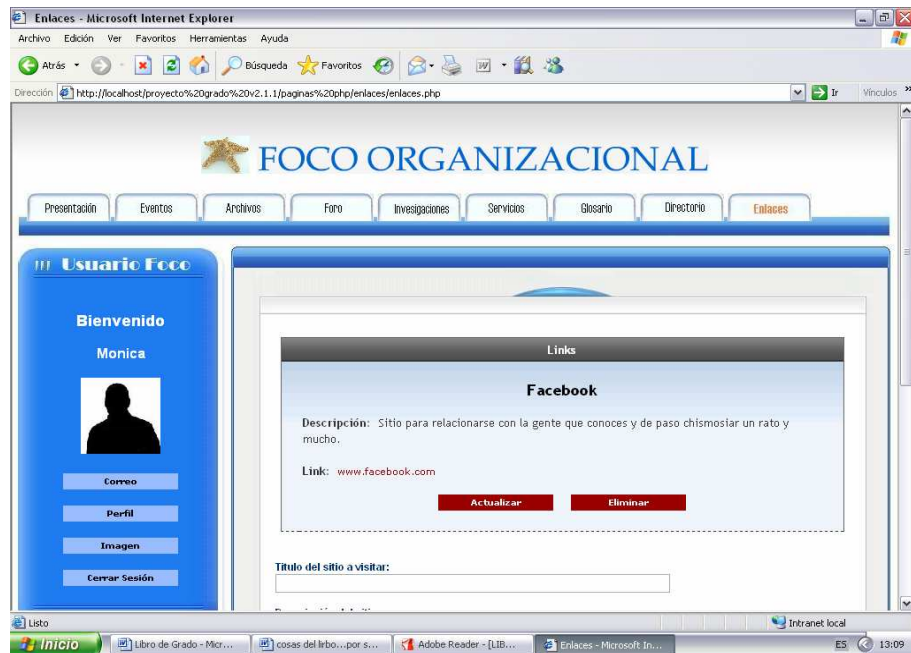 Enlaces - Microsoft Internet Explorer
Archivo Edición Ver Favoritos Herramientas Ayuda
Atrás Búsqueda Favoritos
Dirección http://localhost/proyecto%20grado%20v2.1.1/paginas%20php/enlaces/enlaces.php Ir Vínculos »
FOCO ORGANIZACIONAL
Presentación Eventos Archivos Foro Invesigaciones Servicios Glosario Directorio Enlaces
Usuario Foco
Bienvenido
Monica
Correo
Perfil
Imagen
Cerrar Sesión
Links
Facebook
Descripción: Sitio para relacionarse con la gente que conoces y de paso chismosiar un rato y
mucho.
Link: www.facebook.com
Actualizar Eliminar
Titulo del sitio a visitar:
Listo Intranet local
Inicio Libro de Grado - Micr... cosas del lirbo...por s... Adobe Reader - [LIB... Enlaces - Microsoft In... ES 13:09